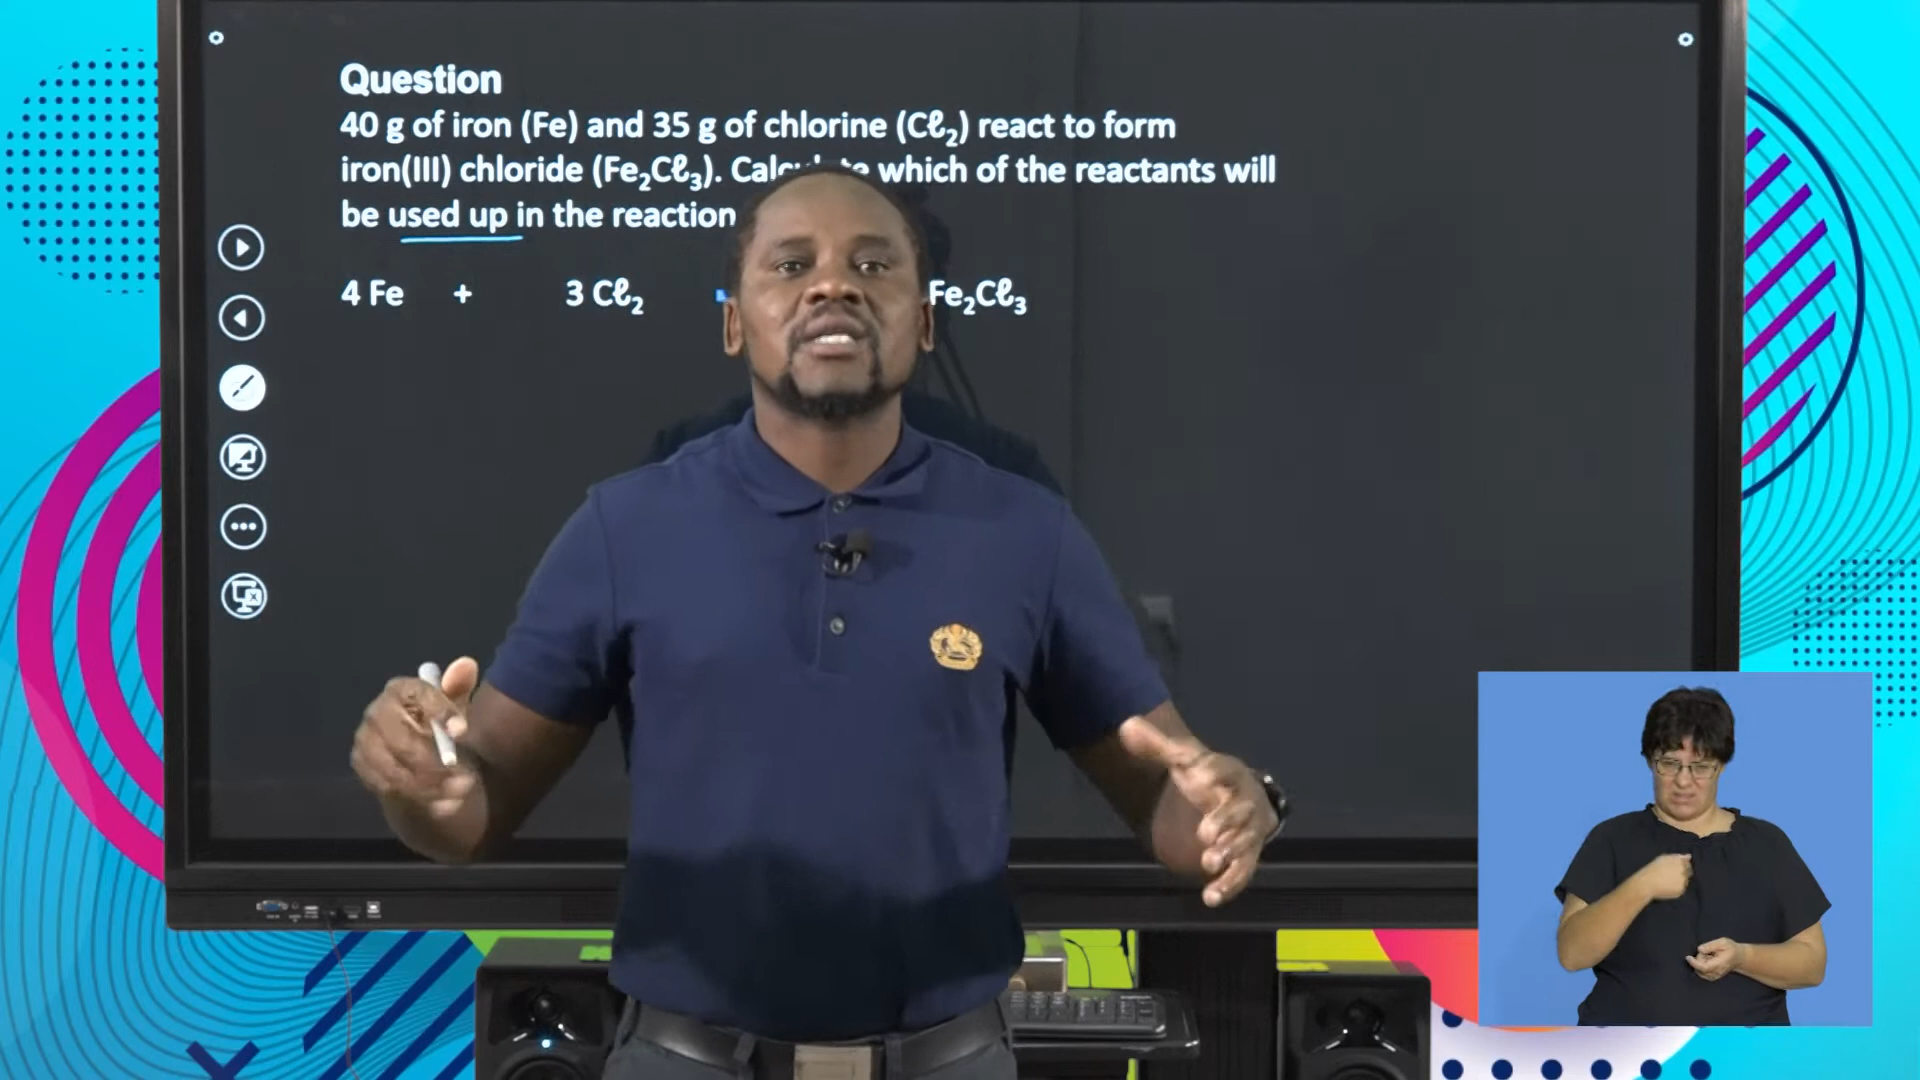 Question
40 g of iron (Fe) and 35 g of chlorine (Cℓ₂) react to form
iron(III) chloride (Fe₂Cℓ₃). which of the reactants will
be used up in the reaction
4 Fe + 3 Cℓ₂ Fe₂Cℓ₃